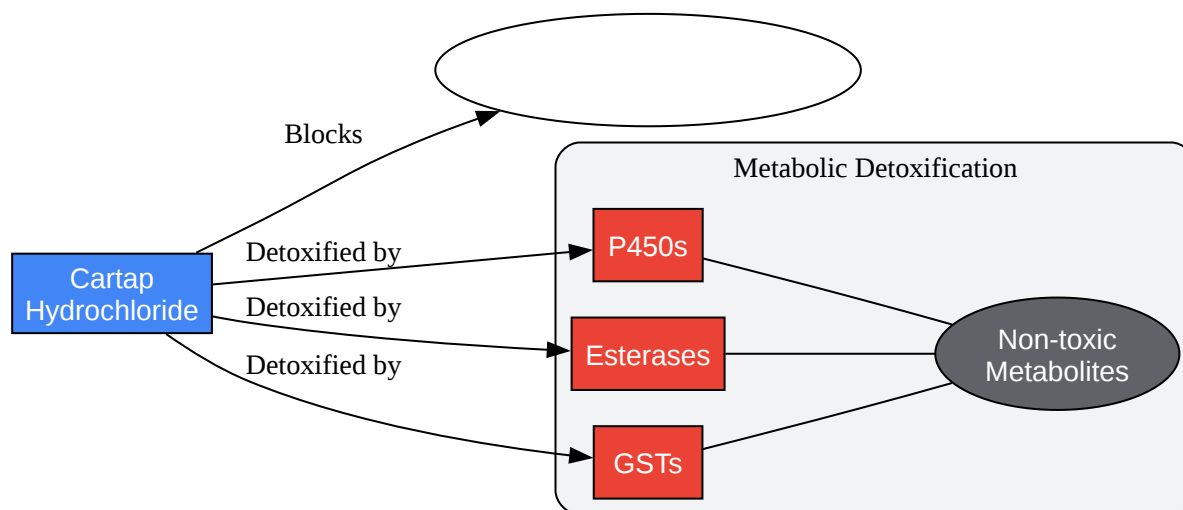 Blocks
Metabolic Detoxification
Detoxified by
P450s
Cartap
Hydrochloride
Detoxified by
Esterases
Non-toxic
Metabolites
Detoxified by
GSTs